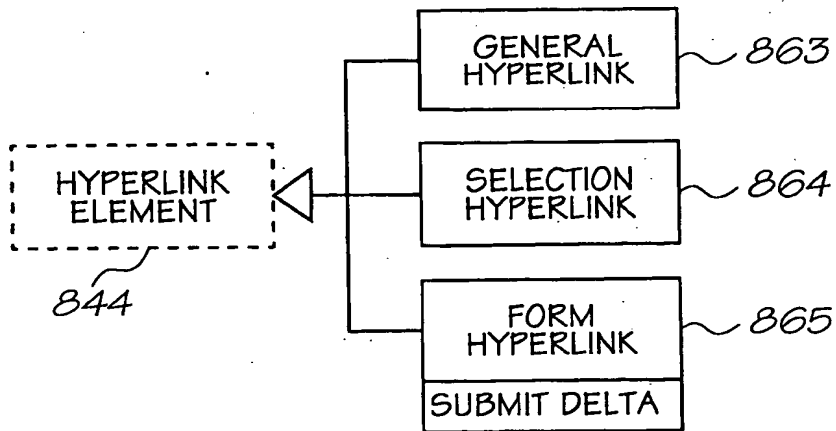 GENERAL
HYPERLINK
863
HYPERLINK
ELEMENT
844
SELECTION
HYPERLINK
864
FORM
HYPERLINK
865
SUBMIT DELTA